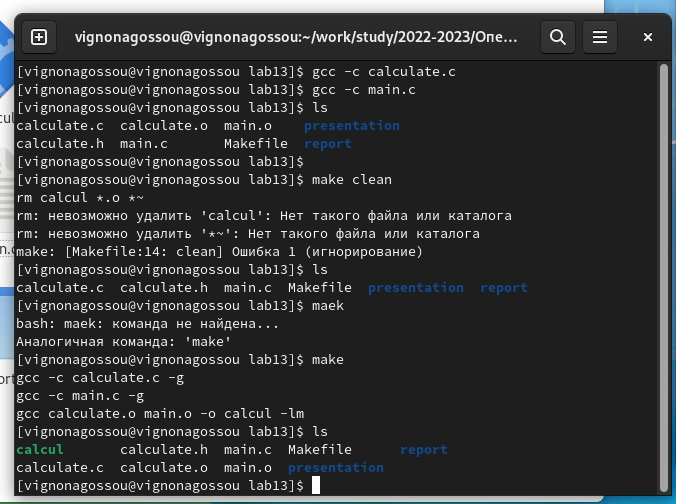 vignonagossou@vignonagossou:~/work/study/2022-2023/Опе...
[vignonagossou@vignonagossou lab13]$ gcc -c calculate.c
[vignonagossou@vignonagossou lab13]$ gcc -c main.c
[vignonagossou@vignonagossou lab13]$ ls
calculate.c  calculate.o  main.o    presentation
calculate.h  main.c       Makefile  report
[vignonagossou@vignonagossou lab13]$
[vignonagossou@vignonagossou lab13]$ make clean
rm calcul *.o *~
rm: невозможно удалить 'calcul': Нет такого файла или каталога
rm: невозможно удалить '*~': Нет такого файла или каталога
make: [Makefile:14: clean] Ошибка 1 (игнорирование)
[vignonagossou@vignonagossou lab13]$ ls
calculate.c  calculate.h  main.c  Makefile  presentation  report
[vignonagossou@vignonagossou lab13]$ maek
bash: maek: команда не найдена...
Аналогичная команда: 'make'
[vignonagossou@vignonagossou lab13]$ make
gcc -c calculate.c -g
gcc -c main.c -g
gcc calculate.o main.o -o calcul -lm
[vignonagossou@vignonagossou lab13]$ ls
calcul       calculate.h  main.c  Makefile      report
calculate.c  calculate.o  main.o  presentation
[vignonagossou@vignonagossou lab13]$